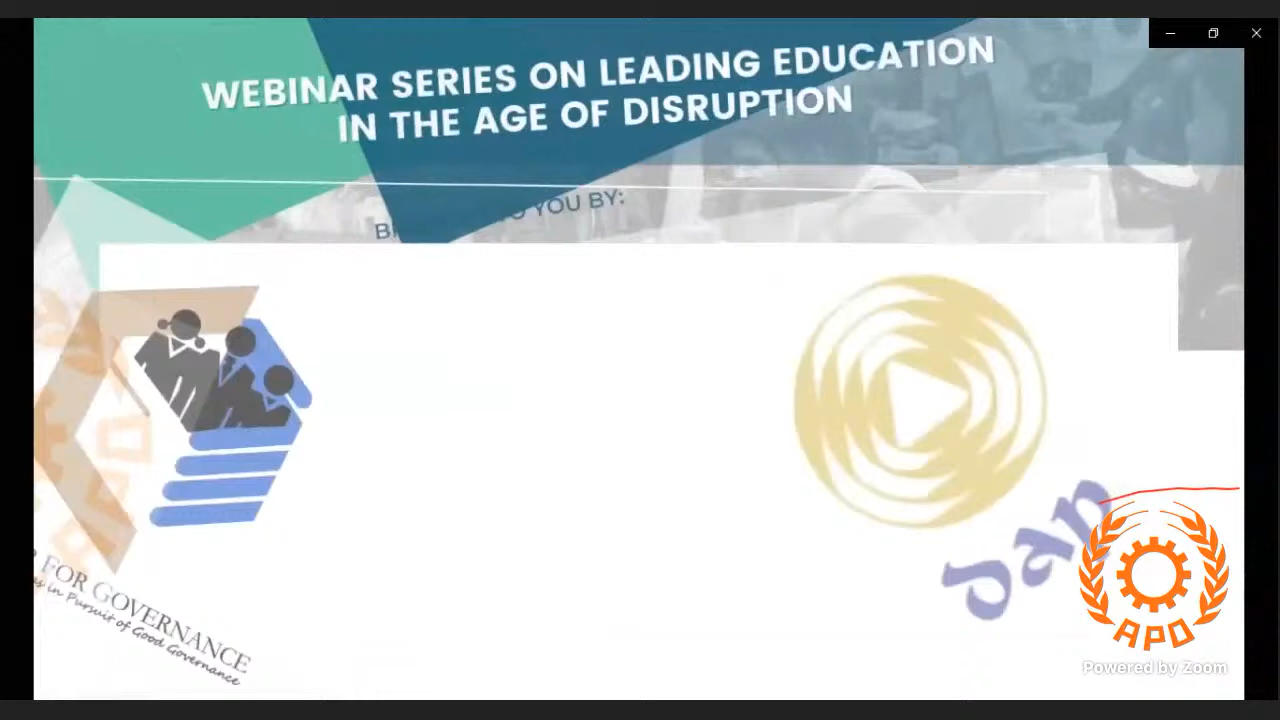 WEBINAR SERIES ON LEADING EDUCATION
IN THE AGE OF DISRUPTION
YOU BY:
FOR GOVERNANCE
in Pursuit of Good Governance
dap
APO
Powered by Zoom